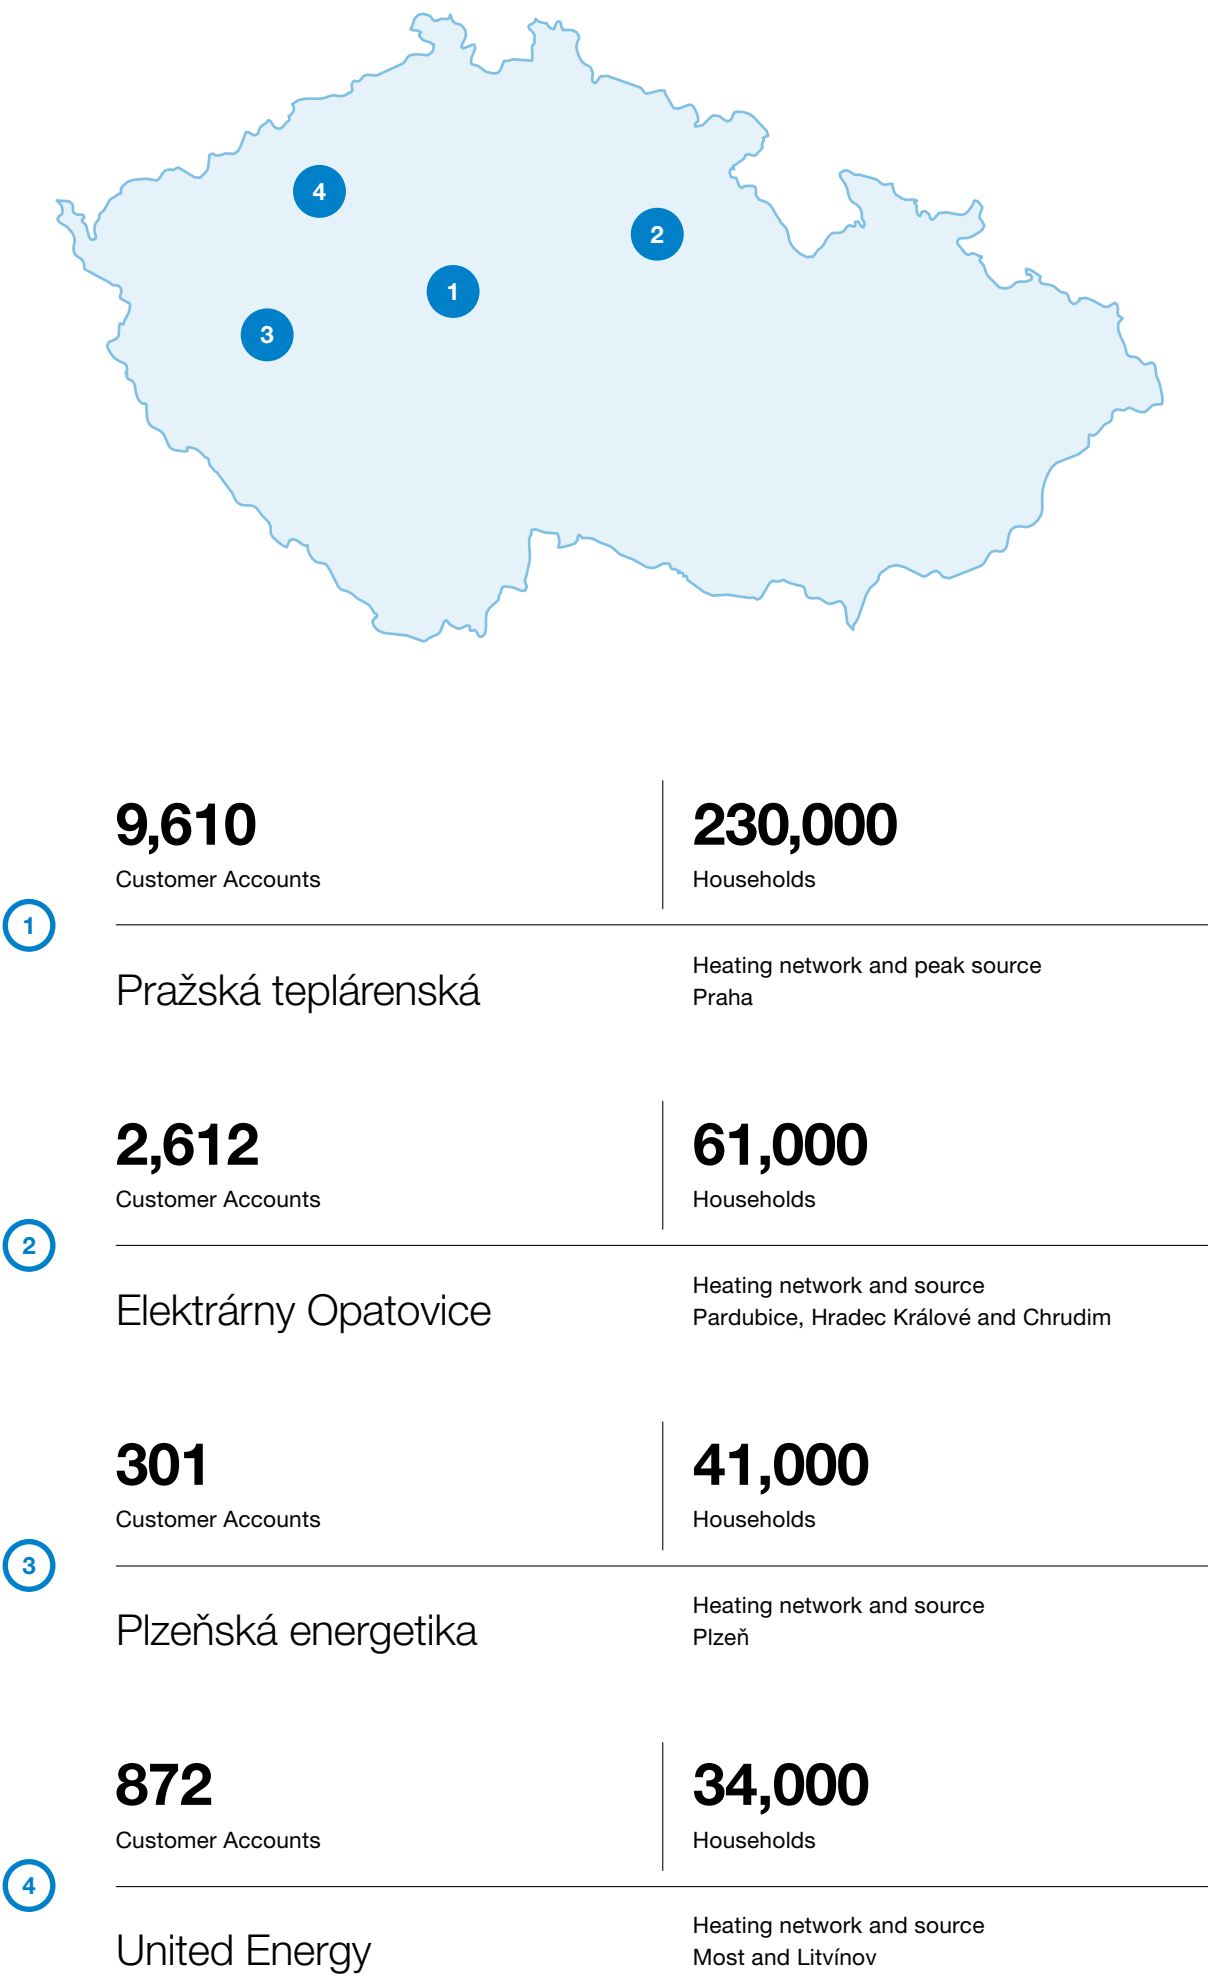 4
2
1
3
9,610
Customer Accounts
230,000
Households
1
Pražská teplárenská
Heating network and peak source
Praha
2,612
Customer Accounts
61,000
Households
2
Elektrárny Opatovice
Heating network and source
Pardubice, Hradec Králové and Chrudim
301
Customer Accounts
41,000
Households
3
Plzeňská energetika
Heating network and source
Plzeň
872
Customer Accounts
34,000
Households
4
United Energy
Heating network and source
Most and Litvínov